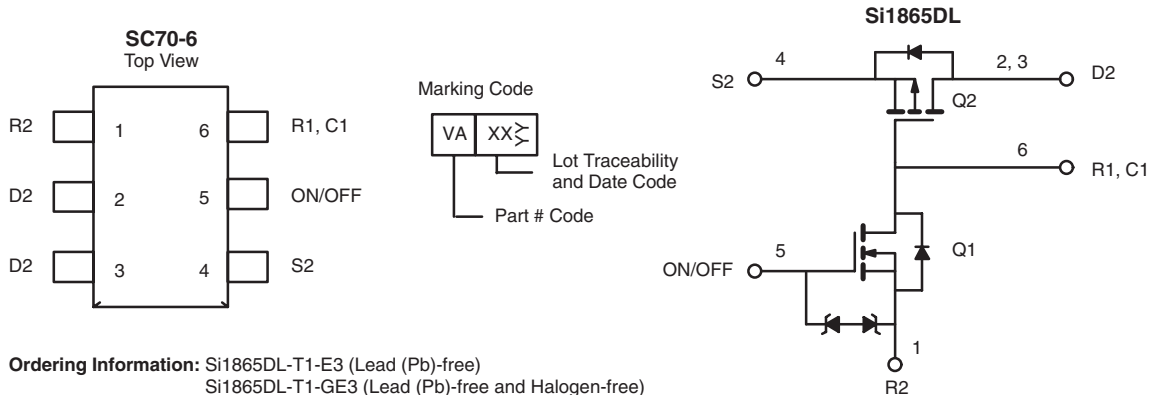 SC70-6
Top View
R2
1
6
R1, C1
D2
2
5
ON/OFF
D2
3
4
S2
Marking Code
VA
XX
YY
Lot Traceability
and Date Code
Part # Code
Si1865DL
4
2, 3
S2
D2
Q2
6
R1, C1
5
Q1
ON/OFF
1
R2
Ordering Information: Si1865DL-T1-E3 (Lead (Pb)-free)
Si1865DL-T1-GE3 (Lead (Pb)-free and Halogen-free)